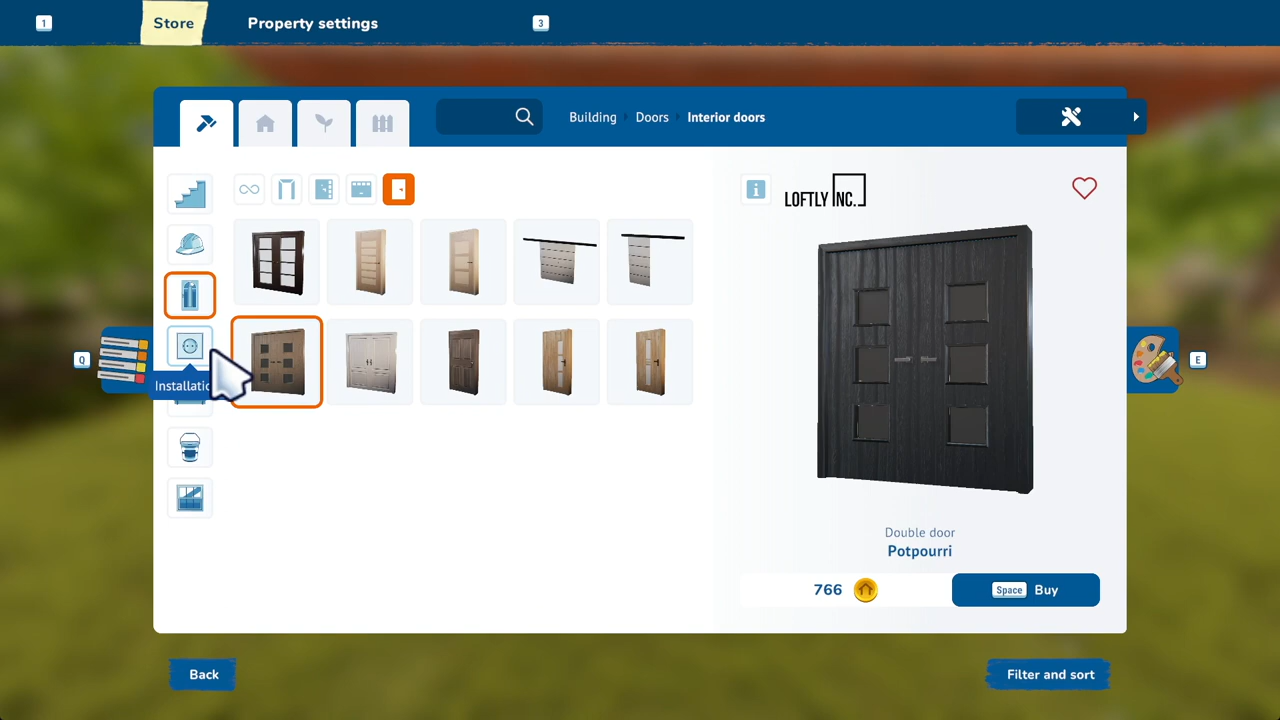 1
Store
Property settings
3
Building
Doors
Interior doors
LOFTLY INC.
Q
E
Installatio
Double door
Potpourri
766
Space
Buy
Back
Filter and sort